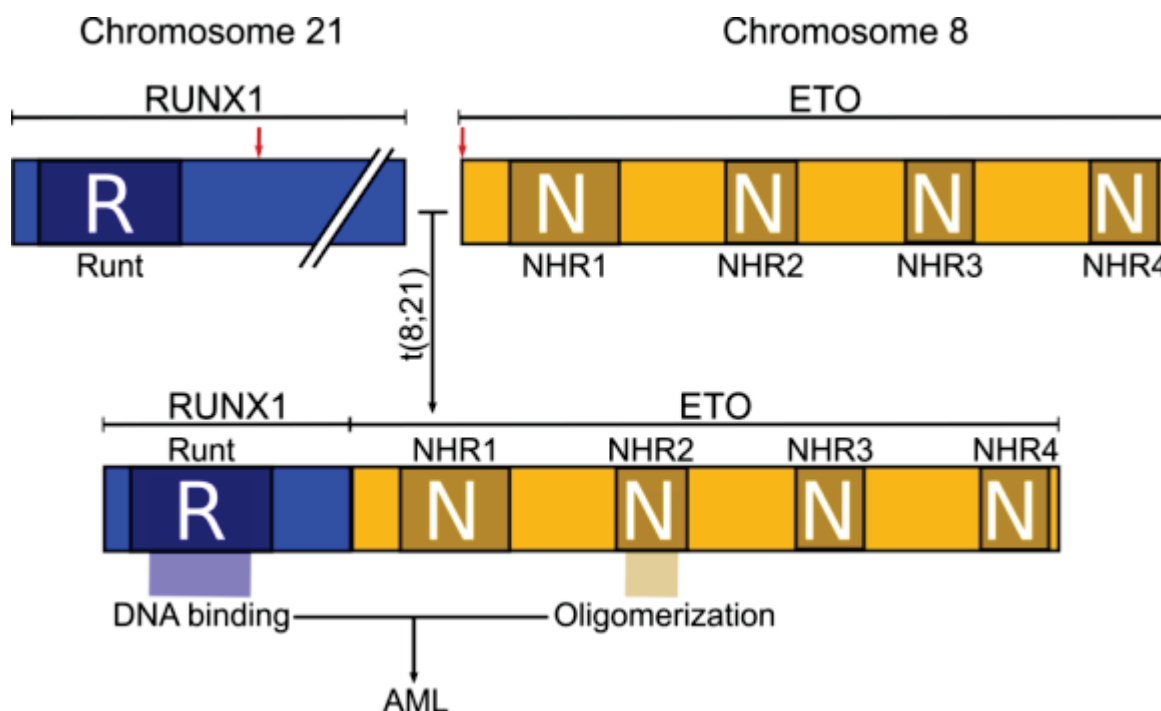 Chromosome 21 Chromosome 8
RUNX1 ETO
R N N N N
Runt NHR1 NHR2 NHR3 NHR4
t(8;21)
RUNX1 ETO
Runt NHR1 NHR2 NHR3 NHR4
R N N N N
DNA binding Oligomerization
AML